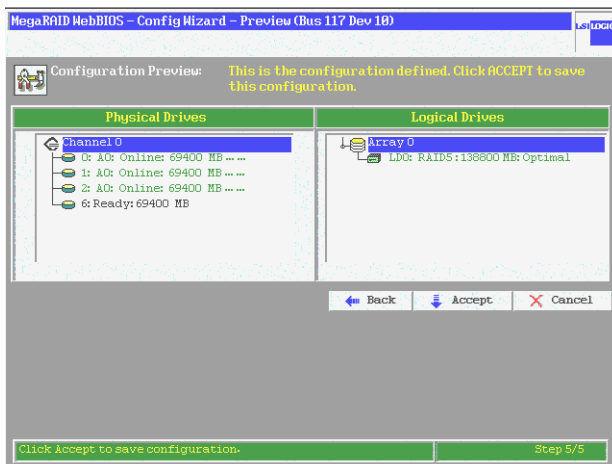 MegaRAID WebBIOS - Config Wizard - Preview (Bus 117 Dev 10)
LSI LOGIC
Configuration Preview: This is the configuration defined. Click ACCEPT to save
this configuration.
Physical Drives
Channel 0
0: A0: Online: 69400 MB ... ...
1: A0: Online: 69400 MB ... ...
2: A0: Online: 69400 MB ... ...
6: Ready: 69400 MB
Logical Drives
Array 0
LD0: RAID5 : 138800 MB: Optimal
Back
Accept
Cancel
Click Accept to save configuration.
Step 5/5